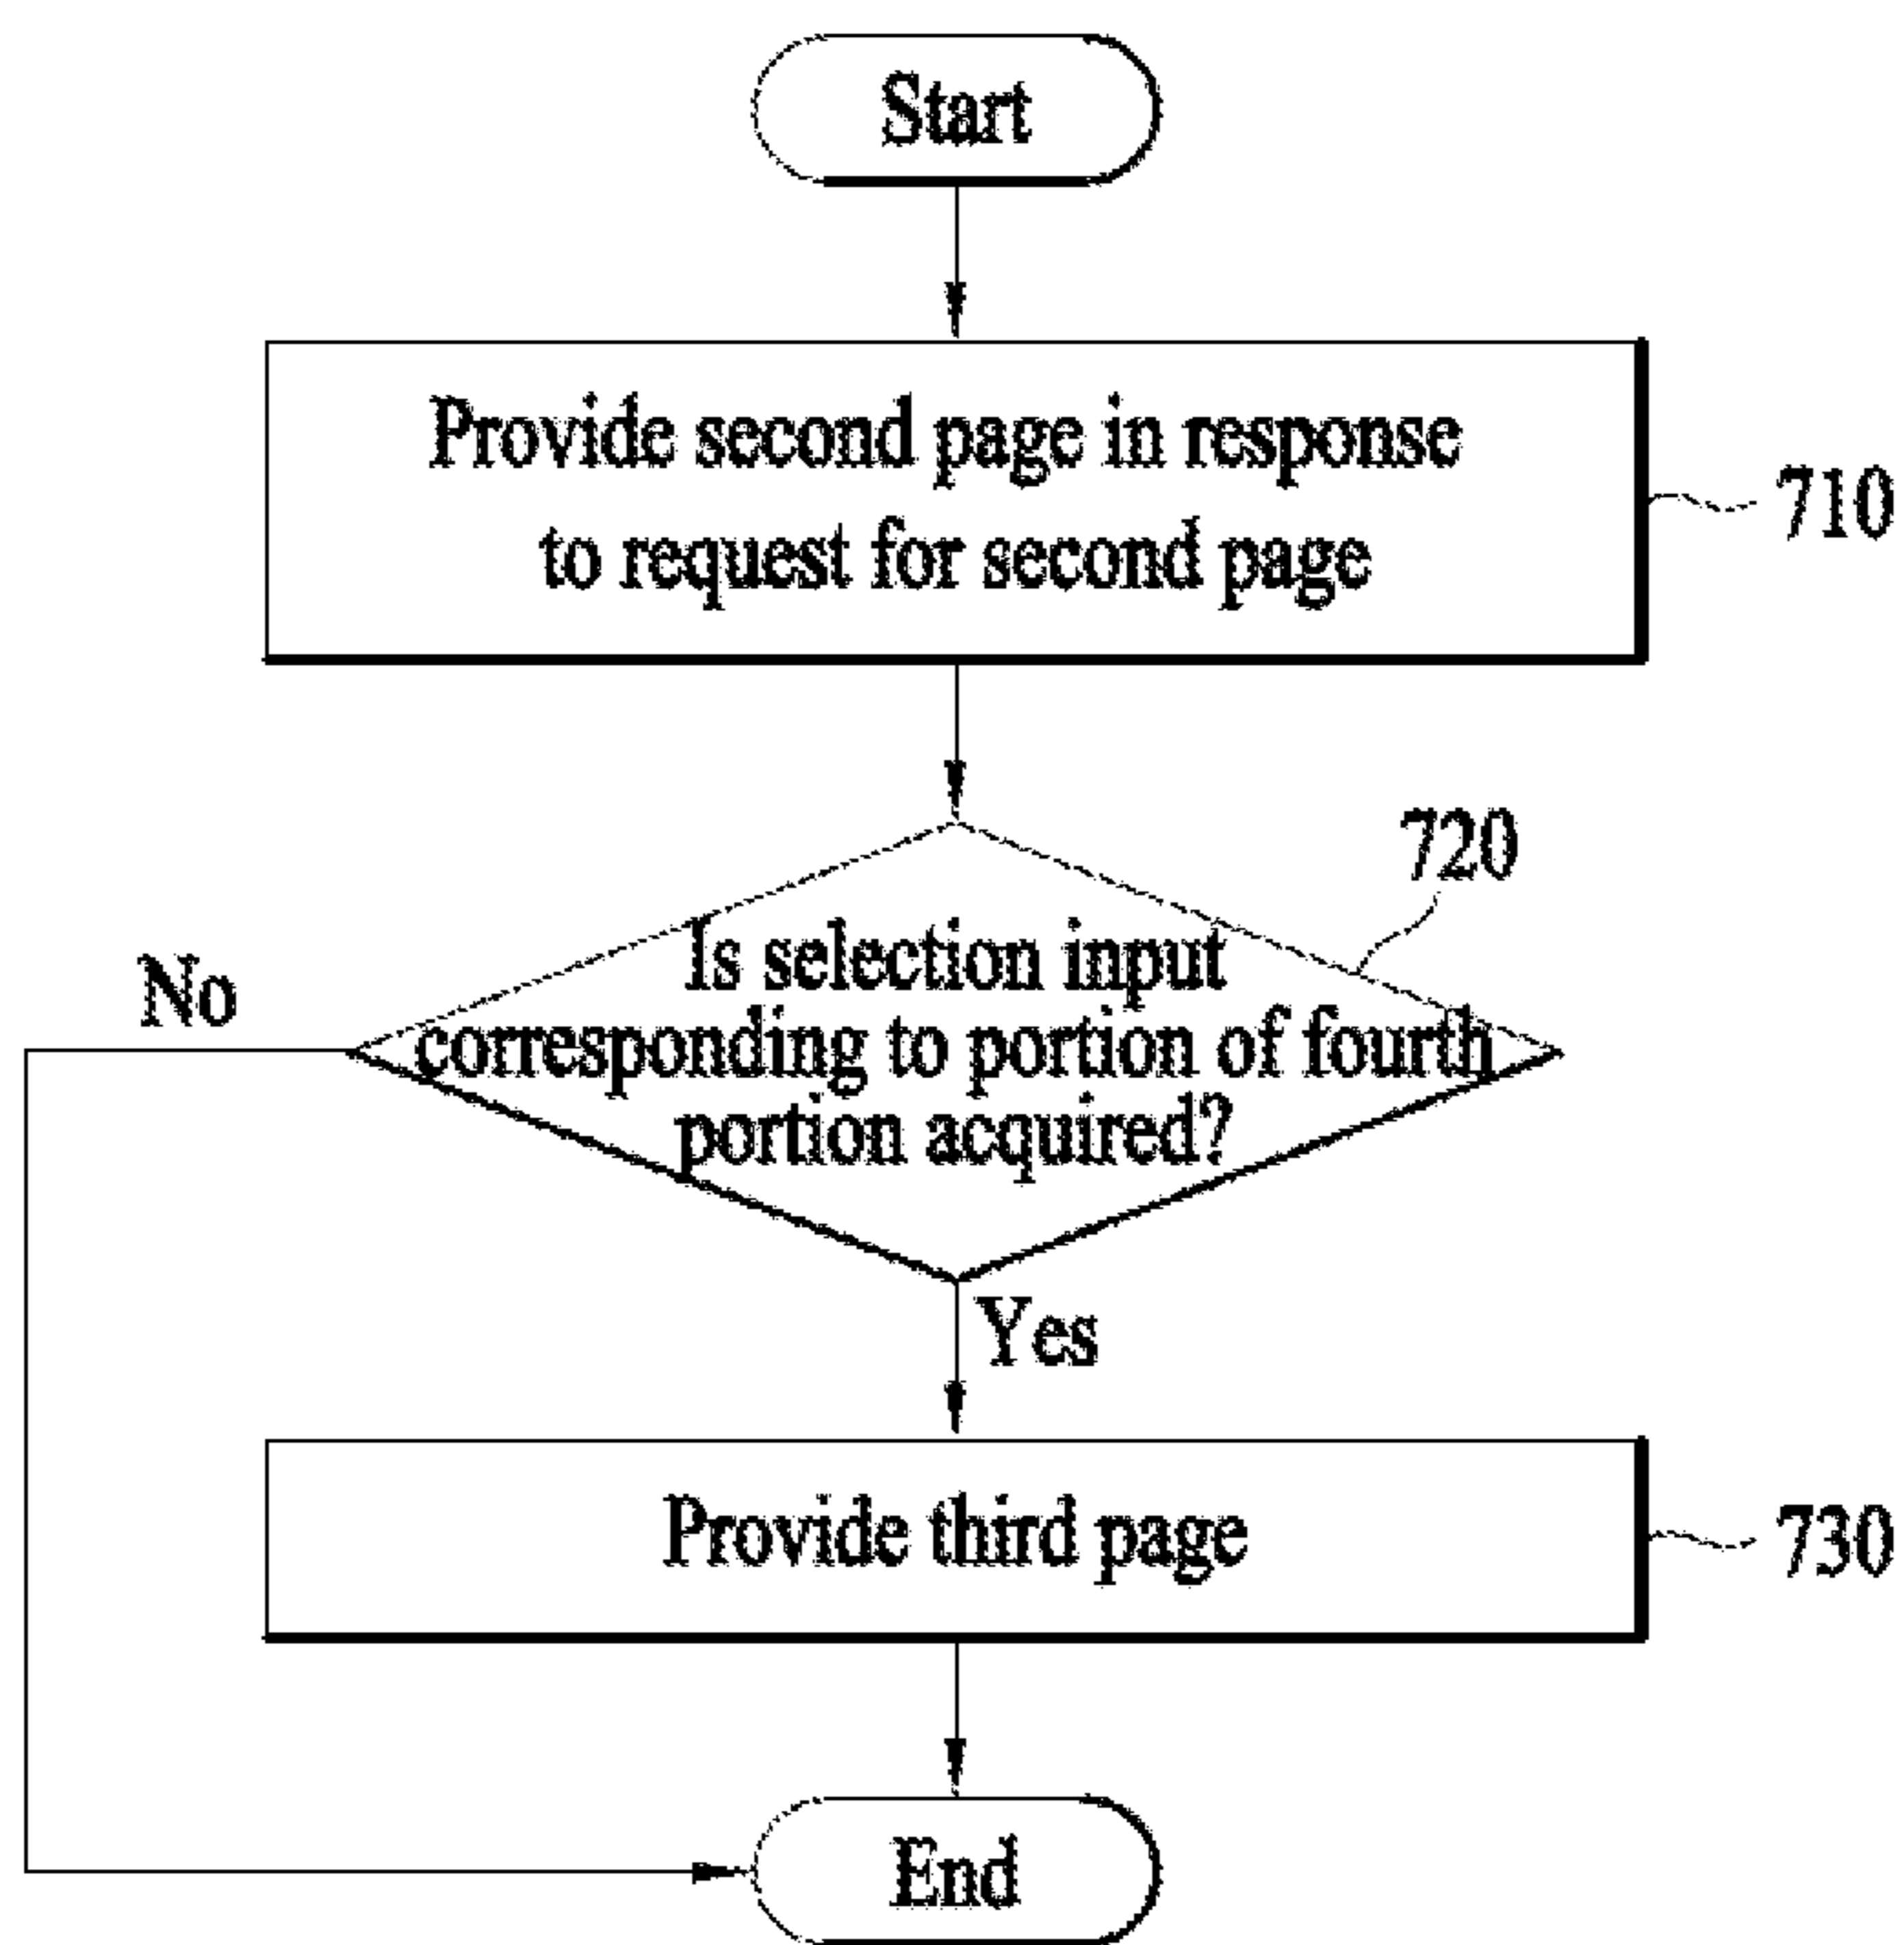 Start
Provide second page in response
to request for second page
710
720
Is selection input
corresponding to portion of fourth
portion acquired?
No
Yes
Provide third page
730
End